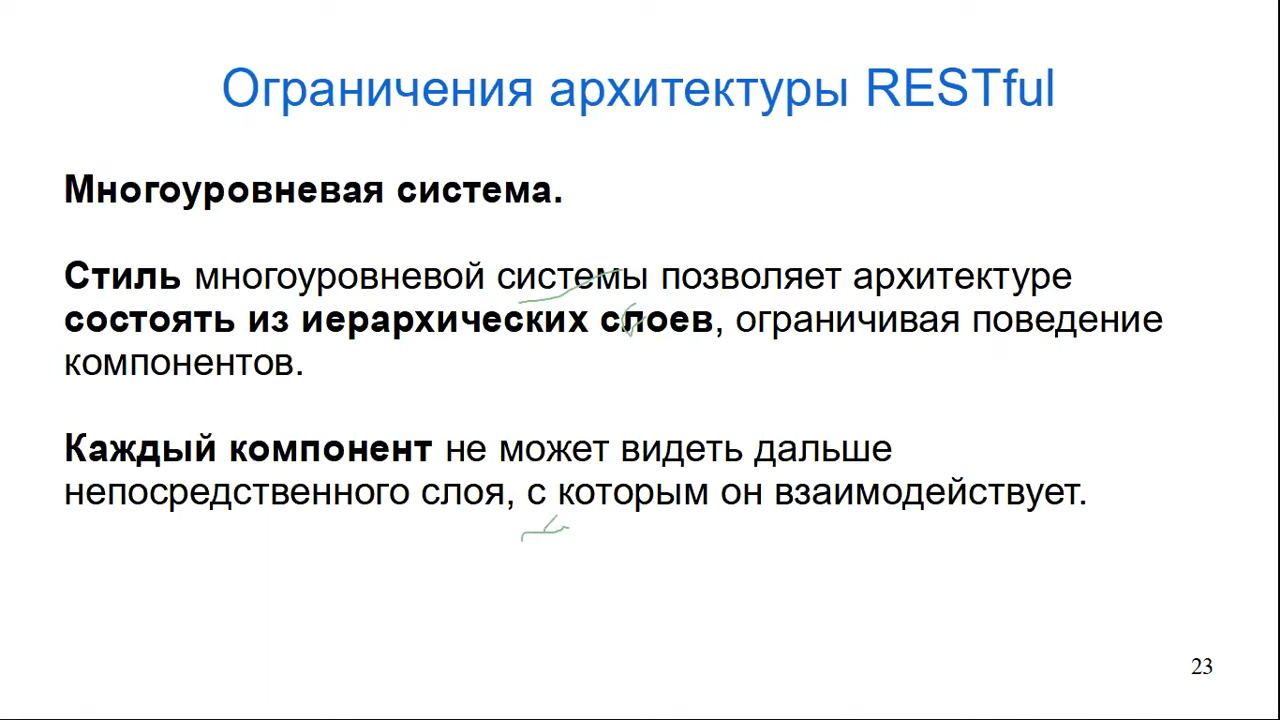 Ограничения архитектуры RESTful
Многоуровневая система.
Стиль многоуровневой системы позволяет архитектуре
состоять из иерархических слоев, ограничивая поведение
компонентов.
Каждый компонент не может видеть дальше
непосредственного слоя, с которым он взаимодействует.
23